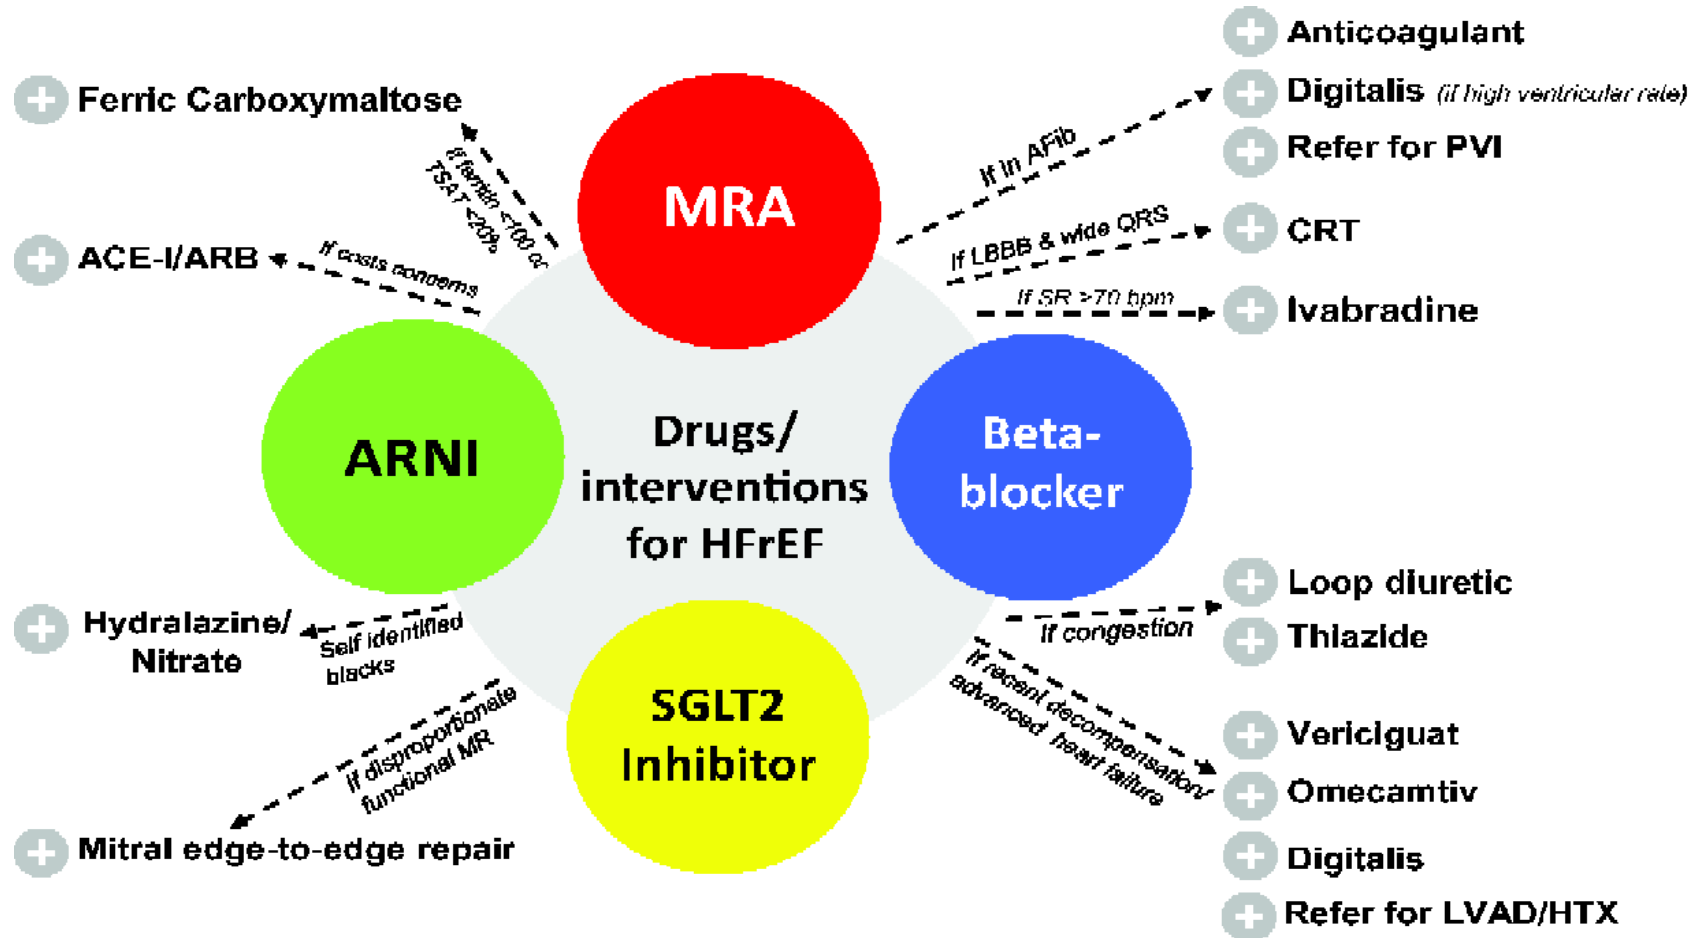 Anticoagulant
Digitalis (if high ventricular rate)
Refer for PVI
Ferric Carboxymaltose
If ferritin <100 or
TSAT <20%
MRA
If in AFib
ACE-I/ARB
If costs concerns
If LBBB & wide QRS
CRT
If SR >70 bpm
Ivabradine
ARNI
Drugs/
interventions
for HFrEF
Beta-
blocker
Hydralazine/
Nitrate
Self identified
blacks
If congestion
Loop diuretic
Thiazide
SGLT2
Inhibitor
if disproportionate
functional MR
Mitral edge-to-edge repair
If recent decompensation/
advanced heart failure
Vericiguat
Omecamtiv
Digitalis
Refer for LVAD/HTX